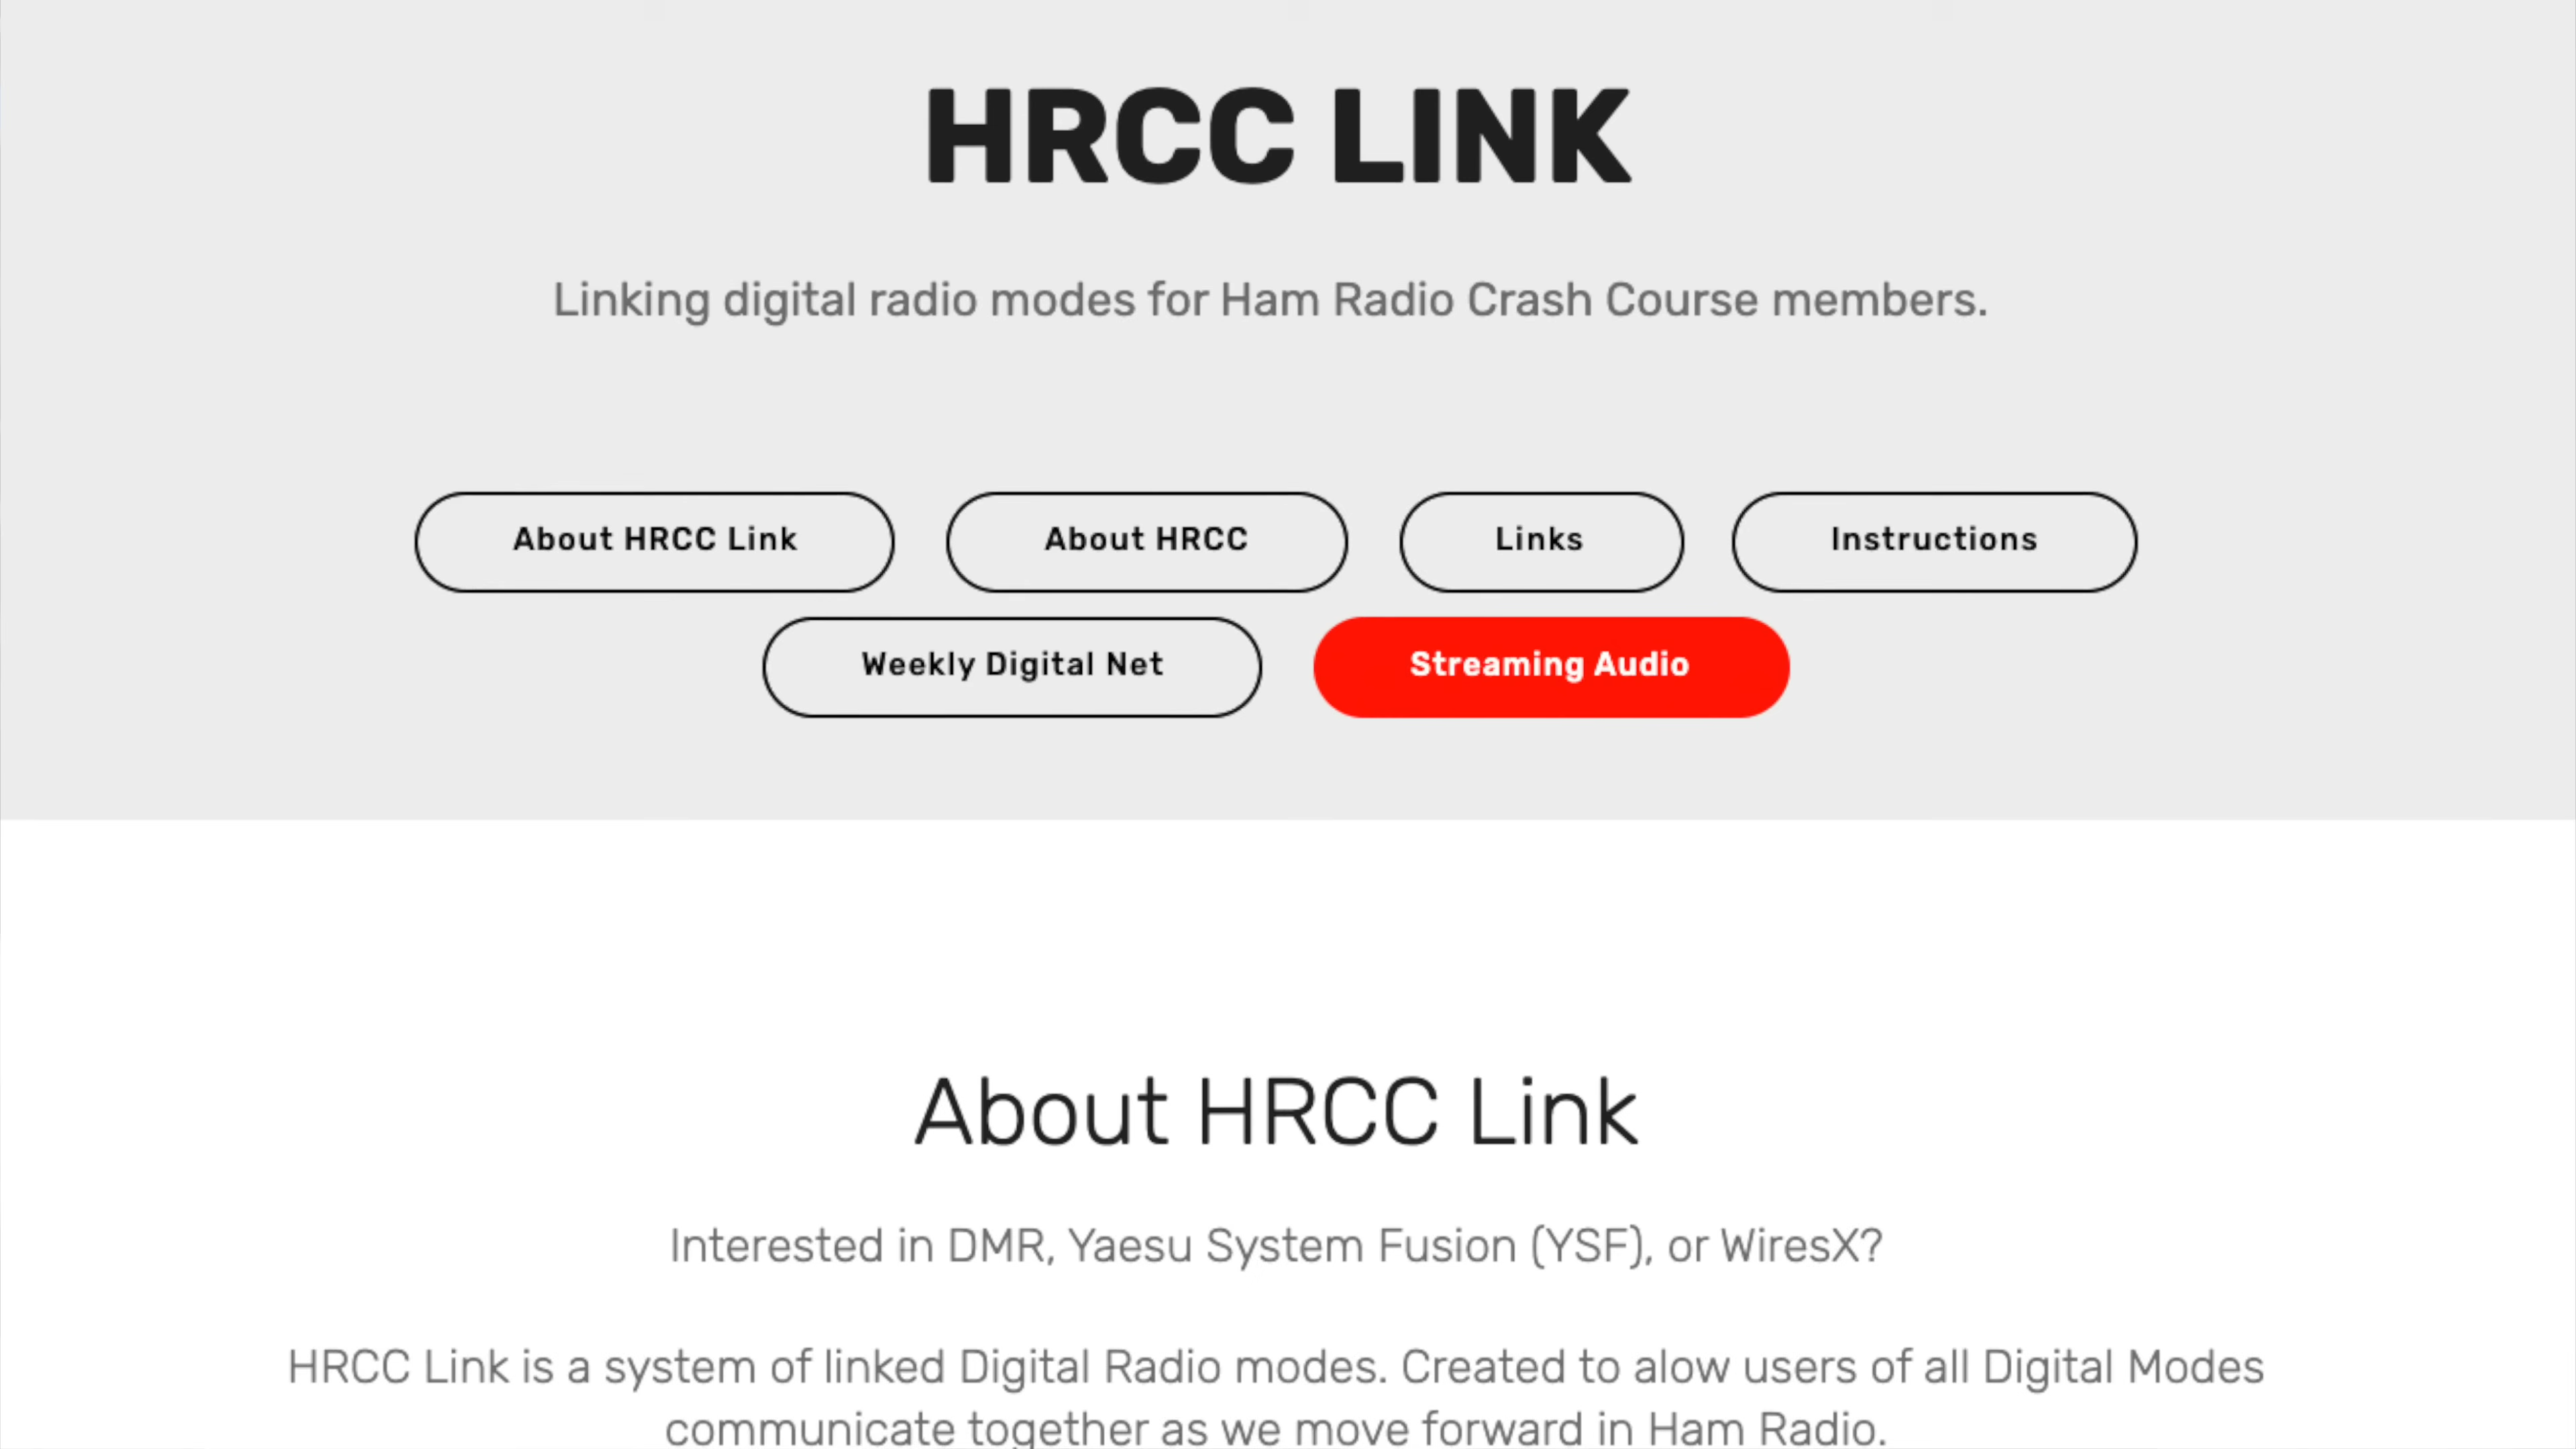 HRCC LINK
Linking digital radio modes for Ham Radio Crash Course members.
About HRCC Link
About HRCC
Links
Instructions
Weekly Digital Net
Streaming Audio
About HRCC Link
Interested in DMR, Yaesu System Fusion (YSF), or WiresX?
HRCC Link is a system of linked Digital Radio modes. Created to alow users of all Digital Modes
communicate together as we move forward in Ham Radio.